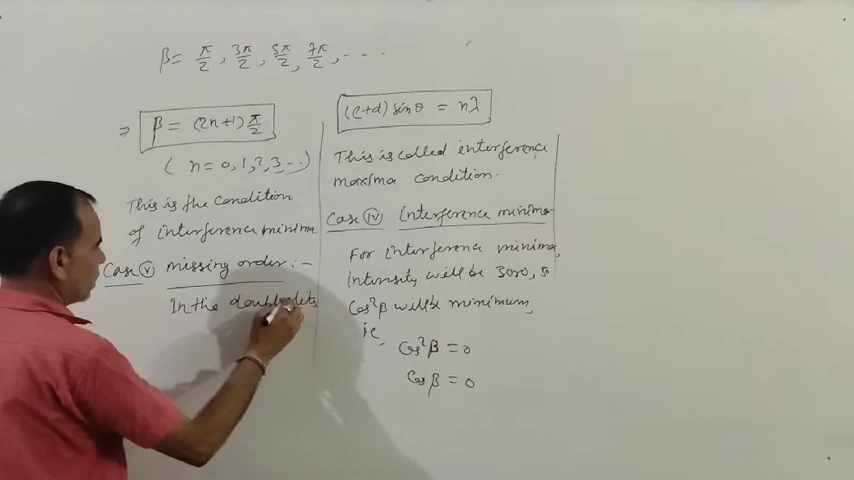 β = π/2, 3π/2, 5π/2, 7π/2, - - - -
⇒ β = (2n+1) π/2
( n = 0, 1, 2, 3, -- )
This is the condition
of interference minima.
Case (v) missing order :-
In the double slits
(e+d) sinθ = nλ
This is called interference
maxima condition.
Case (iv) interference minima
For interference minima,
intensity will be zero, so
Cos²β will be minimum,
ie,
Cos²β = 0
Cos β = 0